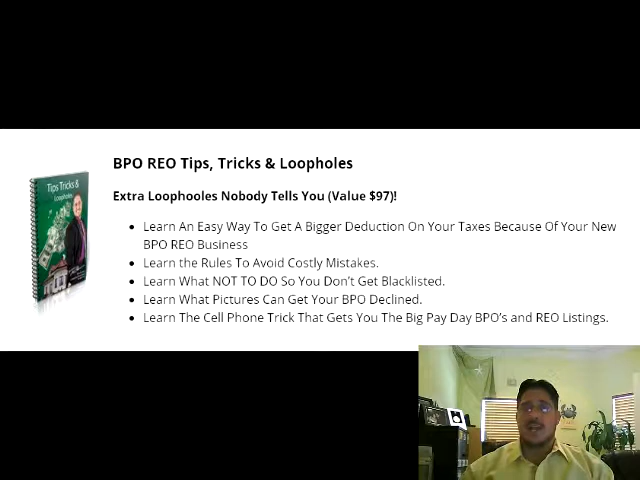 BPO REO Tips, Tricks & Loopholes
Extra Loophooles Nobody Tells You (Value $97)!
Tips Tricks &
Loopholes
• Learn An Easy Way To Get A Bigger Deduction On Your Taxes Because Of Your New
BPO REO Business
• Learn the Rules To Avoid Costly Mistakes.
• Learn What NOT TO DO So You Don't Get Blacklisted.
• Learn What Pictures Can Get Your BPO Declined.
• Learn The Cell Phone Trick That Gets You The Big Pay Day BPO's and REO Listings.